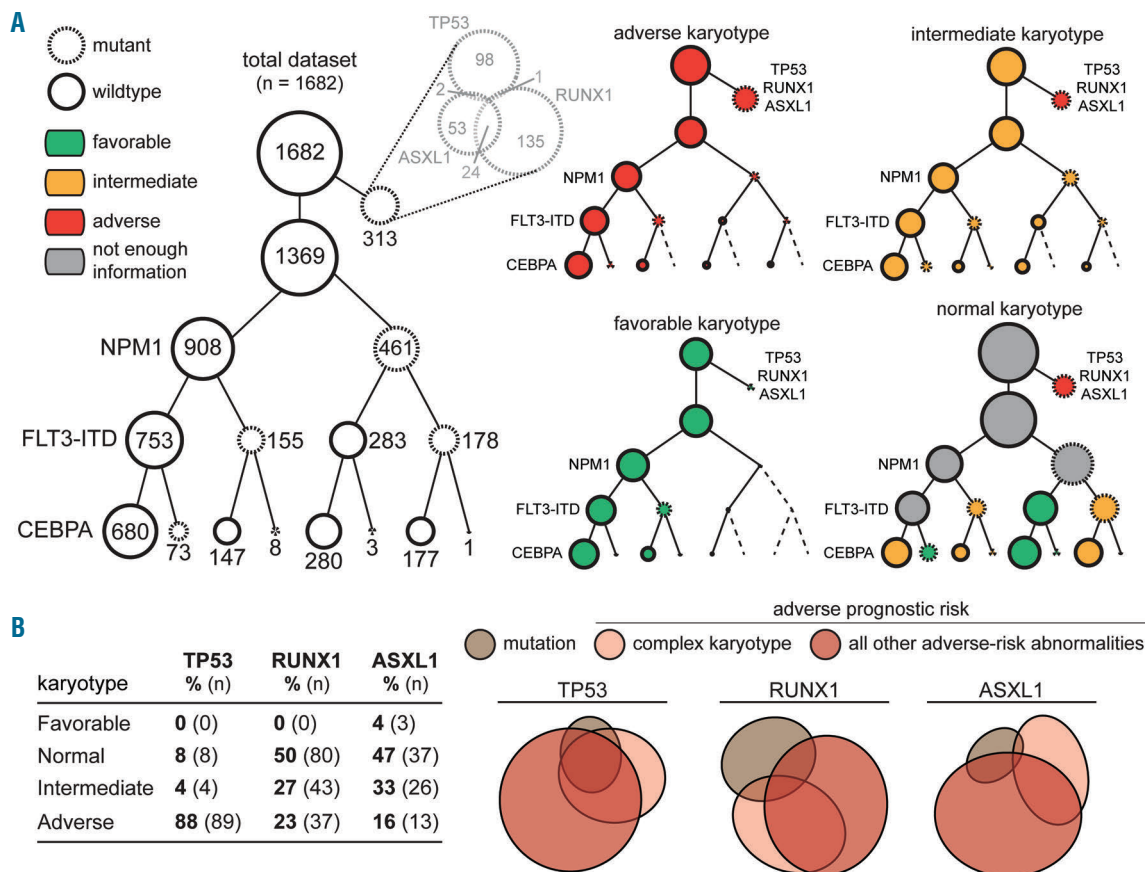 A
mutant
wildtype
favorable
intermediate
adverse
not enough
information
total dataset
(n = 1682)
1682
313
TP53
98
1
2
RUNX1
53
135
ASXL1
24
1369
NPM1
908
461
FLT3-ITD
753
155
283
178
CEBPA
680
73
147
8
280
3
177
1
adverse karyotype
TP53
RUNX1
ASXL1
NPM1
FLT3-ITD
CEBPA
intermediate karyotype
TP53
RUNX1
ASXL1
NPM1
FLT3-ITD
CEBPA
favorable karyotype
TP53
RUNX1
ASXL1
NPM1
FLT3-ITD
CEBPA
normal karyotype
TP53
RUNX1
ASXL1
NPM1
FLT3-ITD
CEBPA
B
TP53 RUNX1 ASXL1
karyotype % (n) % (n) % (n)
Favorable 0 (0) 0 (0) 4 (3)
Normal 8 (8) 50 (80) 47 (37)
Intermediate 4 (4) 27 (43) 33 (26)
Adverse 88 (89) 23 (37) 16 (13)
adverse prognostic risk
mutation complex karyotype all other adverse-risk abnormalities
TP53 RUNX1 ASXL1